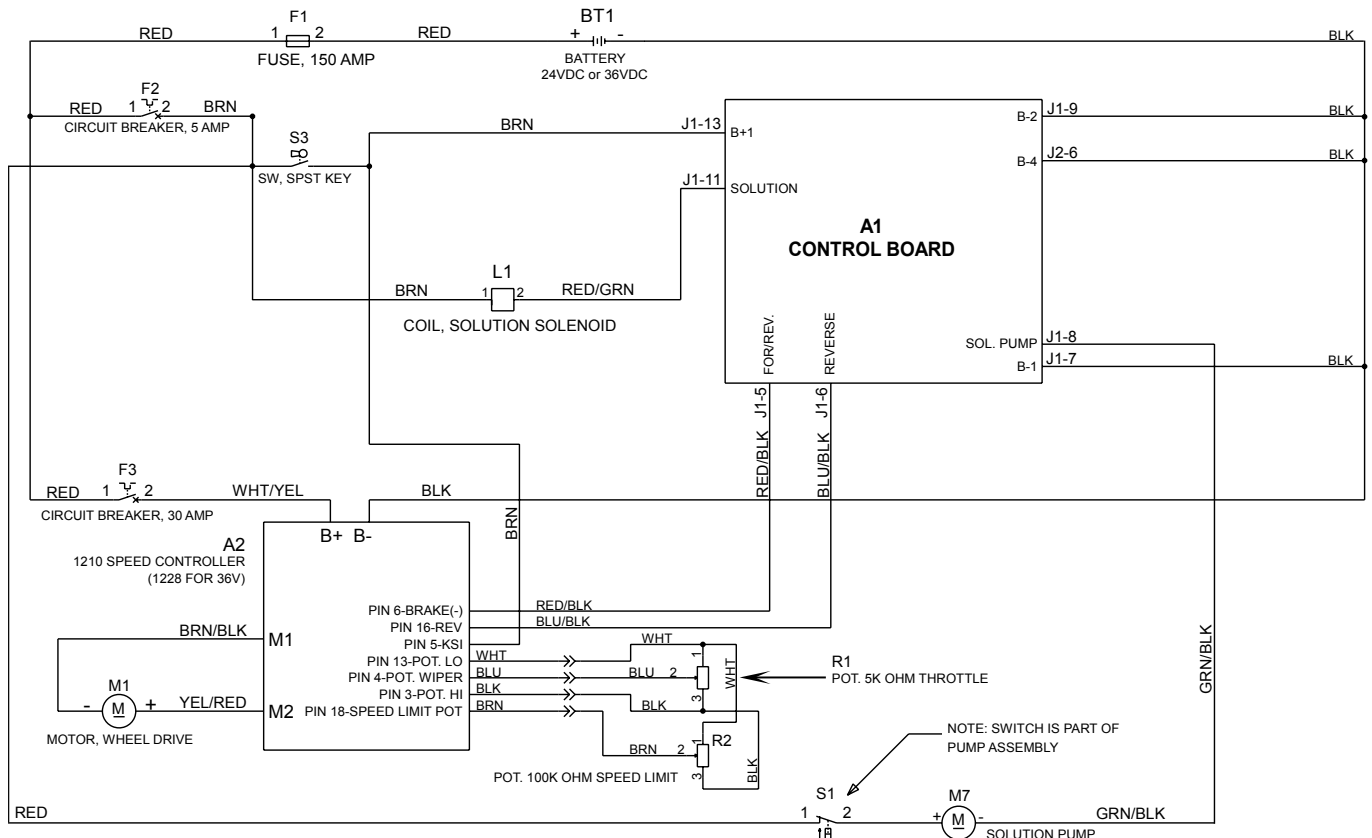 F1
BT1
RED
1
2
RED
+
-
BLK
FUSE, 150 AMP
BATTERY
24VDC or 36VDC
F2
RED
1
2
BRN
CIRCUIT BREAKER, 5 AMP
S3
SW, SPST KEY
BRN
J1-13
B+1
J1-11
SOLUTION
B-2
J1-9
BLK
B-4
J2-6
BLK
A1
CONTROL BOARD
L1
BRN
1
2
RED/GRN
COIL, SOLUTION SOLENOID
FOR/REV.
REVERSE
SOL. PUMP
J1-8
B-1
J1-7
BLK
J1-5
J1-6
RED/BLK
BLU/BLK
F3
RED
1
2
WHT/YEL
BLK
CIRCUIT BREAKER, 30 AMP
BRN
B+
B-
A2
1210 SPEED CONTROLLER
(1228 FOR 36V)
PIN 6-BRAKE(-)
RED/BLK
PIN 16-REV
BLU/BLK
PIN 5-KSI
BRN/BLK
M1
PIN 13-POT. LO
WHT
WHT
1
PIN 4-POT. WIPER
BLU
BLU
2
WHT
R1
POT. 5K OHM THROTTLE
PIN 3-POT. HI
BLK
BLK
3
PIN 18-SPEED LIMIT POT
BRN
M1
-
M
+
YEL/RED
M2
MOTOR, WHEEL DRIVE
BRN
2
1
R2
3
BLK
POT. 100K OHM SPEED LIMIT
GRN/BLK
NOTE: SWITCH IS PART OF
PUMP ASSEMBLY
RED
S1
1
2
M7
+
M
-
GRN/BLK
SOLUTION PUMP